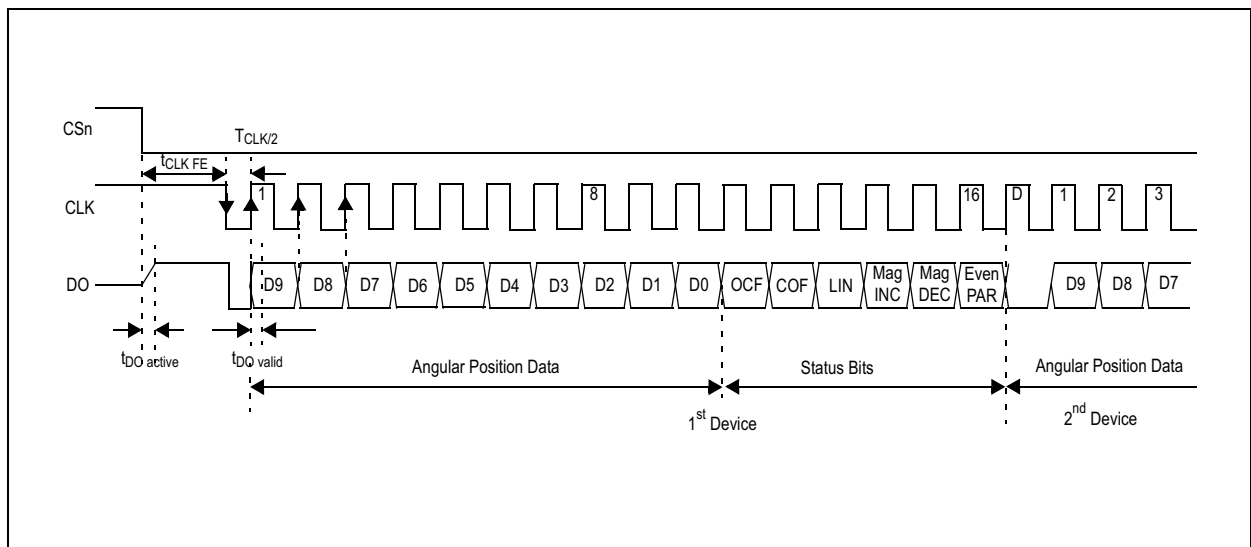 CSn
TCLK/2
tCLK FE
CLK
1
8
16
D
1
2
3
DO
D9
D8
D7
D6
D5
D4
D3
D2
D1
D0
OCF
COF
LIN
Mag
INC
Mag
DEC
Even
PAR
D9
D8
D7
tDO active
tDO valid
Angular Position Data
Status Bits
Angular Position Data
1st Device
2nd Device